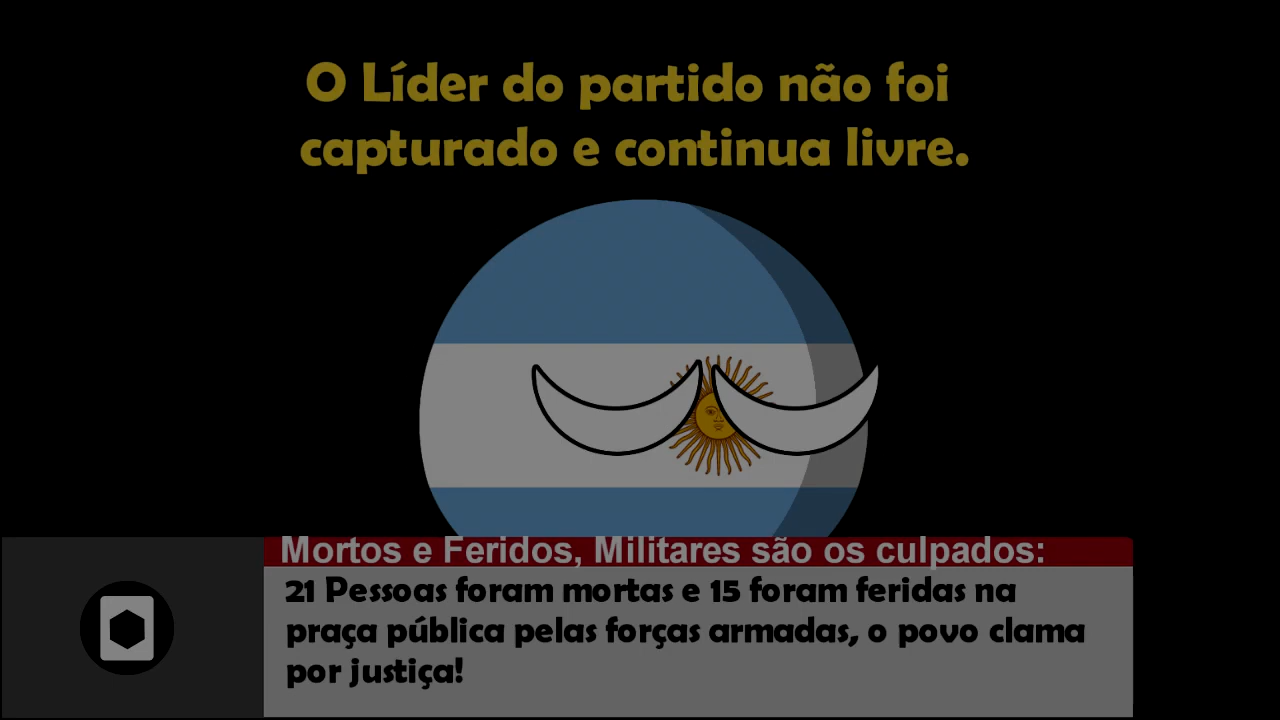 O Líder do partido não foi
capturado e continua livre.
Mortos e Feridos, Militares são os culpados:
21 Pessoas foram mortas e 15 foram feridas na
praça pública pelas forças armadas, o povo clama
por justiça!